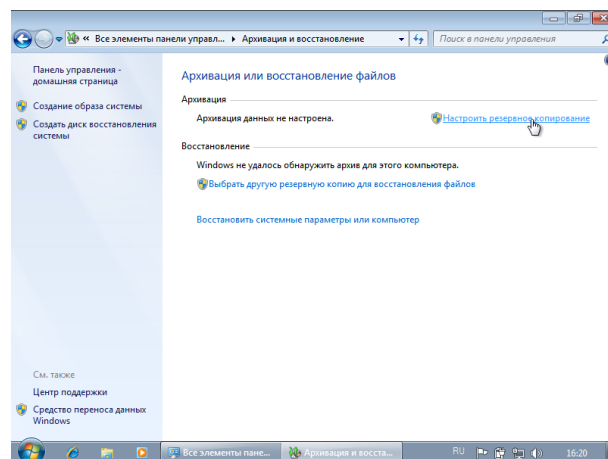 « Все элементы панели управл... Архивация и восстановление
Поиск в панели управления
Панель управления -
домашняя страница
Создание образа системы
Создать диск восстановления
системы
Архивация или восстановление файлов
Архивация
Архивация данных не настроена.
Настроить резервное копирование
Восстановление
Windows не удалось обнаружить архив для этого компьютера.
Выбрать другую резервную копию для восстановления файлов
Восстановить системные параметры или компьютер
См. также
Центр поддержки
Средство переноса данных
Windows
Все элементы пане...
Архивация и восста...
RU
16:20